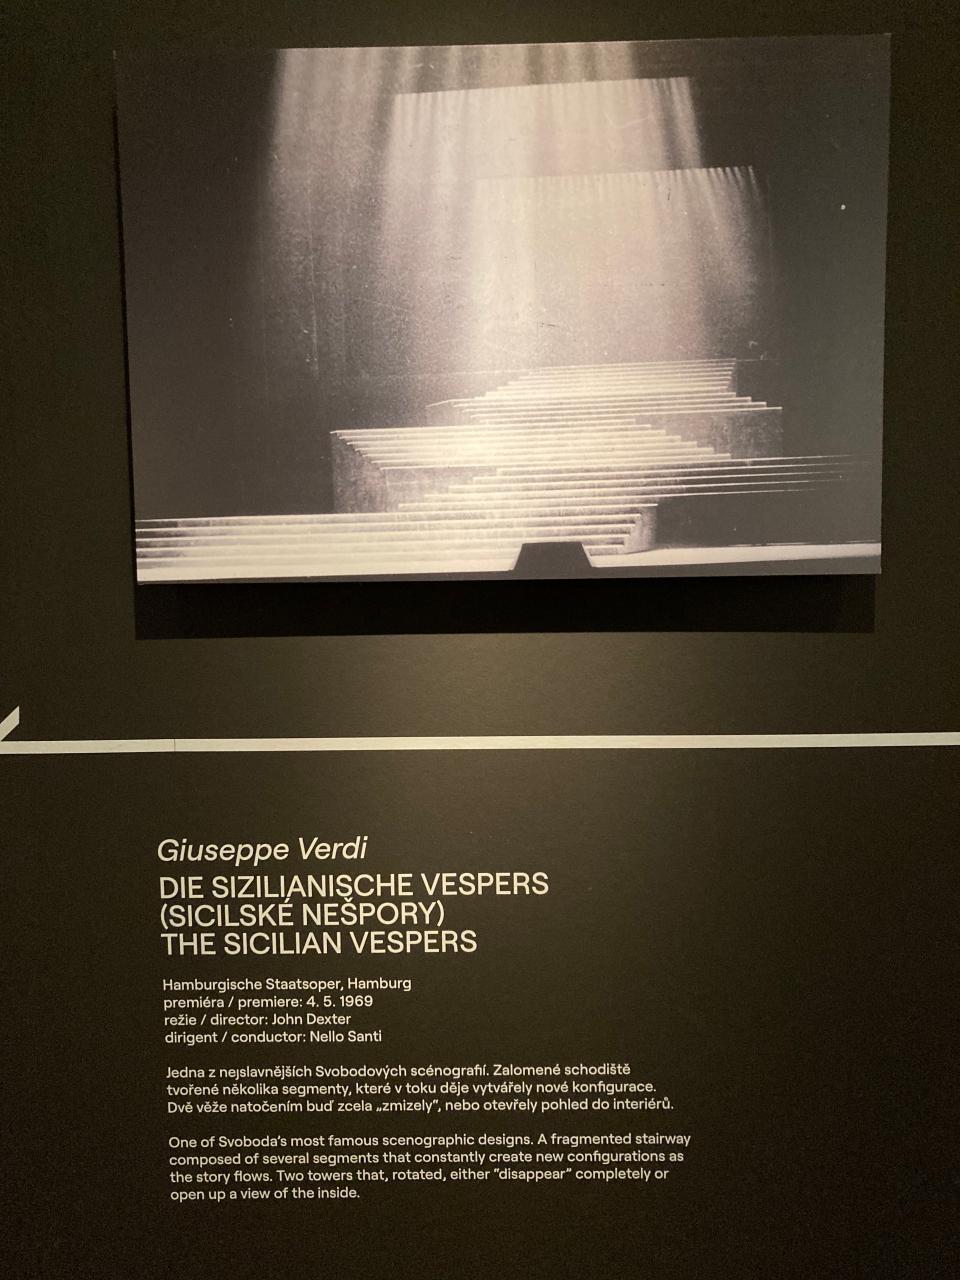 Giuseppe Verdi
DIE SIZILIANISCHE VESPERS
(SICILSKÉ NEŠPORY)
THE SICILIAN VESPERS
Hamburgische Staatsoper, Hamburg
premiéra / premiere: 4. 5. 1969
režie / director: John Dexter
dirigent / conductor: Nello Santi
Jedna z nejslavnějších Svobodových scénografií. Zalomené schodiště
tvořené několika segmenty, které v toku děje vytvářely nové konfigurace.
Dvě věže natočením buď zcela „zmizely“, nebo otevřely pohled do interiérů.
One of Svoboda's most famous scenographic designs. A fragmented stairway
composed of several segments that constantly create new configurations as
the story flows. Two towers that, rotated, either “disappear” completely or
open up a view of the inside.